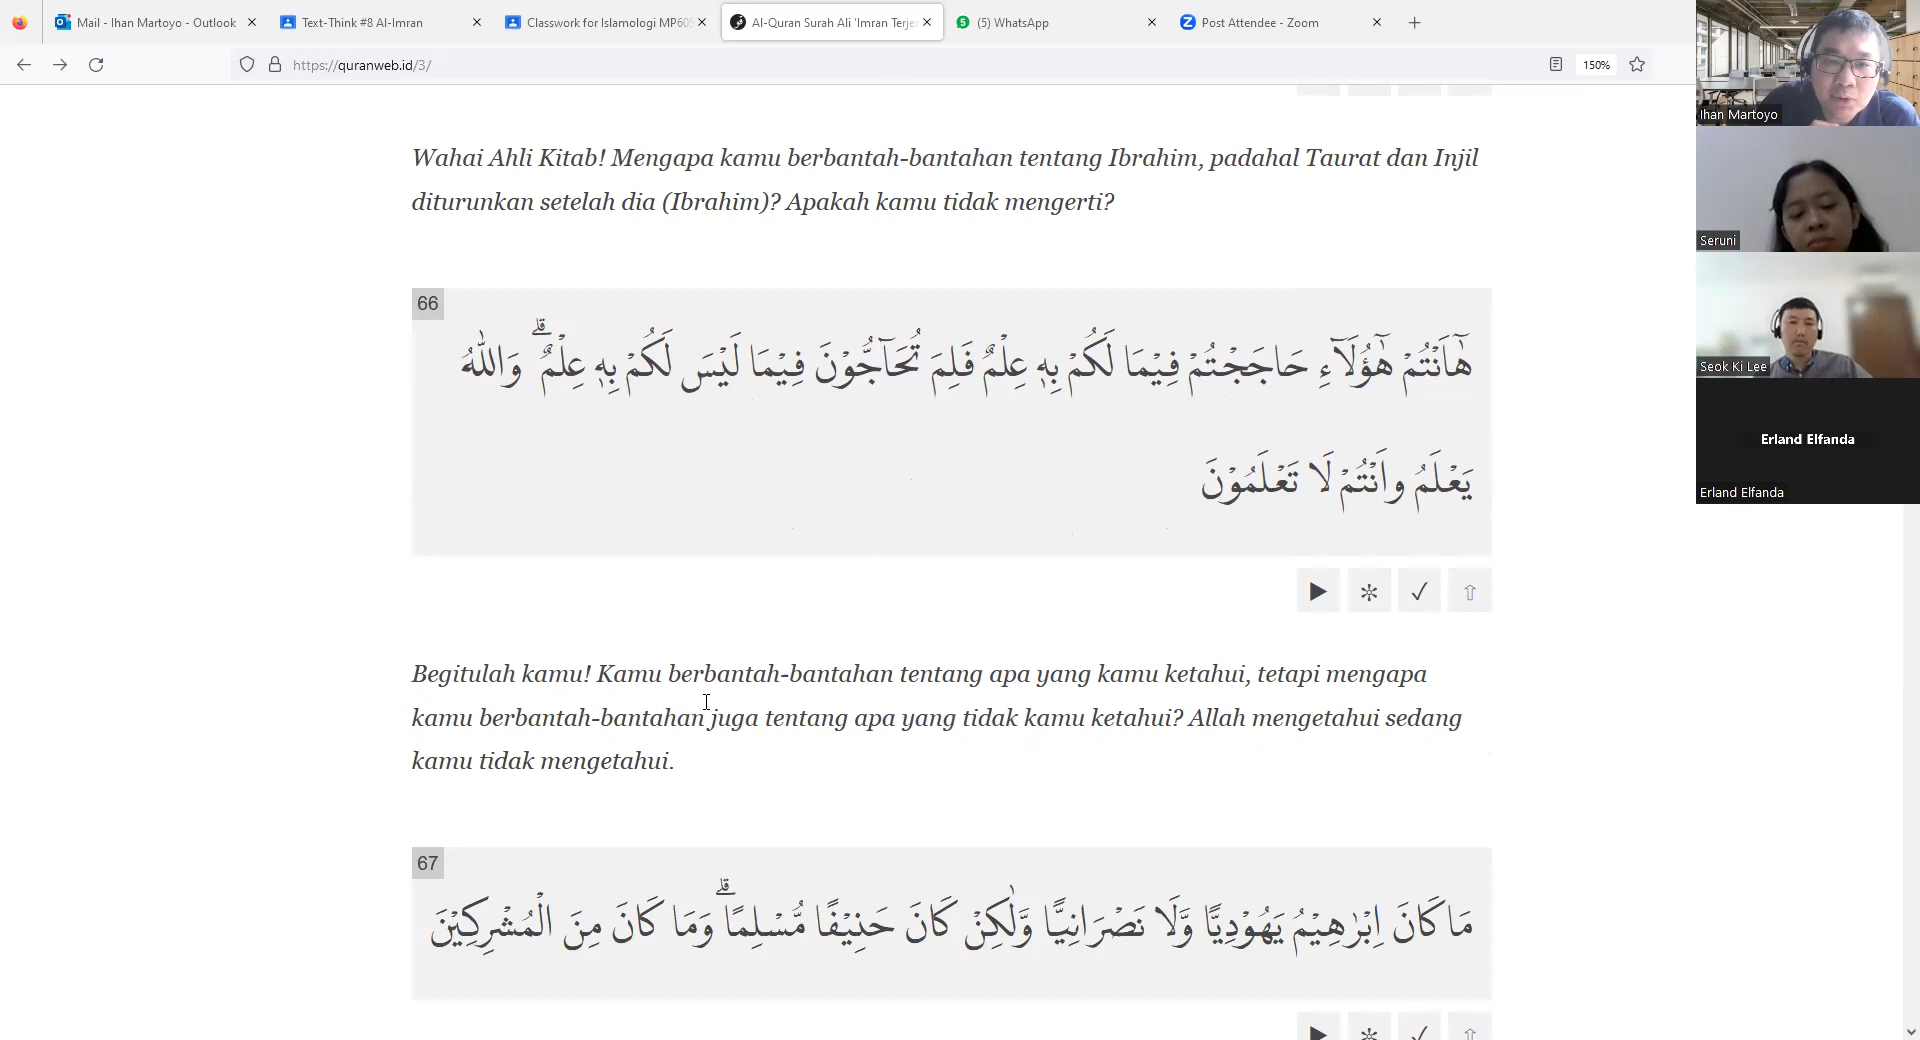 Mail - Ihan Martoyo - Outlook
Text-Think #8 Al-Imran
Classwork for Islamologi MP605
Al-Quran Surah Ali 'Imran Terje
(5) WhatsApp
Post Attendee - Zoom
https://quranweb.id/3/
150%
Ihan Martoyo
Seruni
Seok Ki Lee
Erland Elfanda
Erland Elfanda
Wahai Ahli Kitab! Mengapa kamu berbantah-bantahan tentang Ibrahim, padahal Taurat dan Injil
diturunkan setelah dia (Ibrahim)? Apakah kamu tidak mengerti?
66
هٰٓاَنْتُمْ هٰٓؤُلَاۤءِ حَاجَجْتُمْ فِيْمَا لَكُمْ بِهٖ عِلْمٌ فَلِمَ تُحَاۤجُّوْنَ فِيْمَا لَيْسَ لَكُمْ بِهٖ عِلْمٌ ۗ وَاللّٰهُ
يَعْلَمُ واَنْتُمْ لَا تَعْلَمُوْنَ
Begitulah kamu! Kamu berbantah-bantahan tentang apa yang kamu ketahui, tetapi mengapa
kamu berbantah-bantahan juga tentang apa yang tidak kamu ketahui? Allah mengetahui sedang
kamu tidak mengetahui.
67
مَاكَانَ اِبْرٰهِيْمُ يَهُوْدِيًّا وَّلَا نَصْرَانِيًّا وَّلٰكِنْ كَانَ حَنِيْفًا مُّسْلِمًاۗ وَمَا كَانَ مِنَ الْمُشْرِكِيْنَ